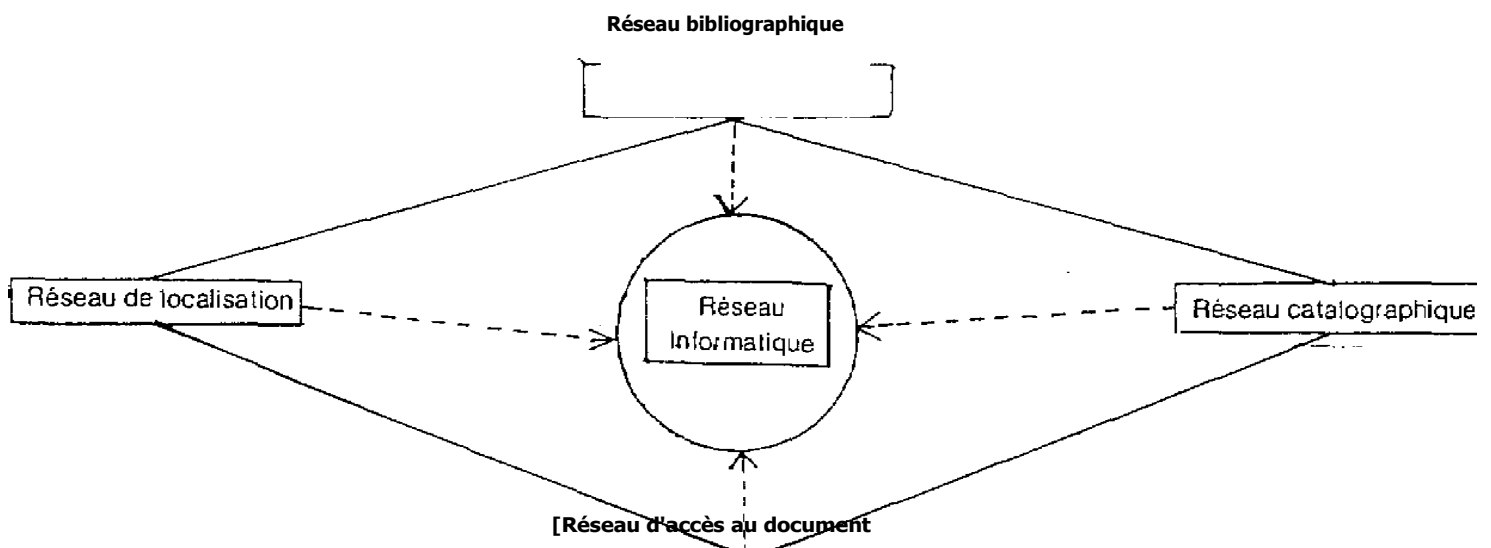 Réseau bibliographique
Réseau de localisation
Réseau
Informatique
Réseau catalographique
[Réseau d'accès au document